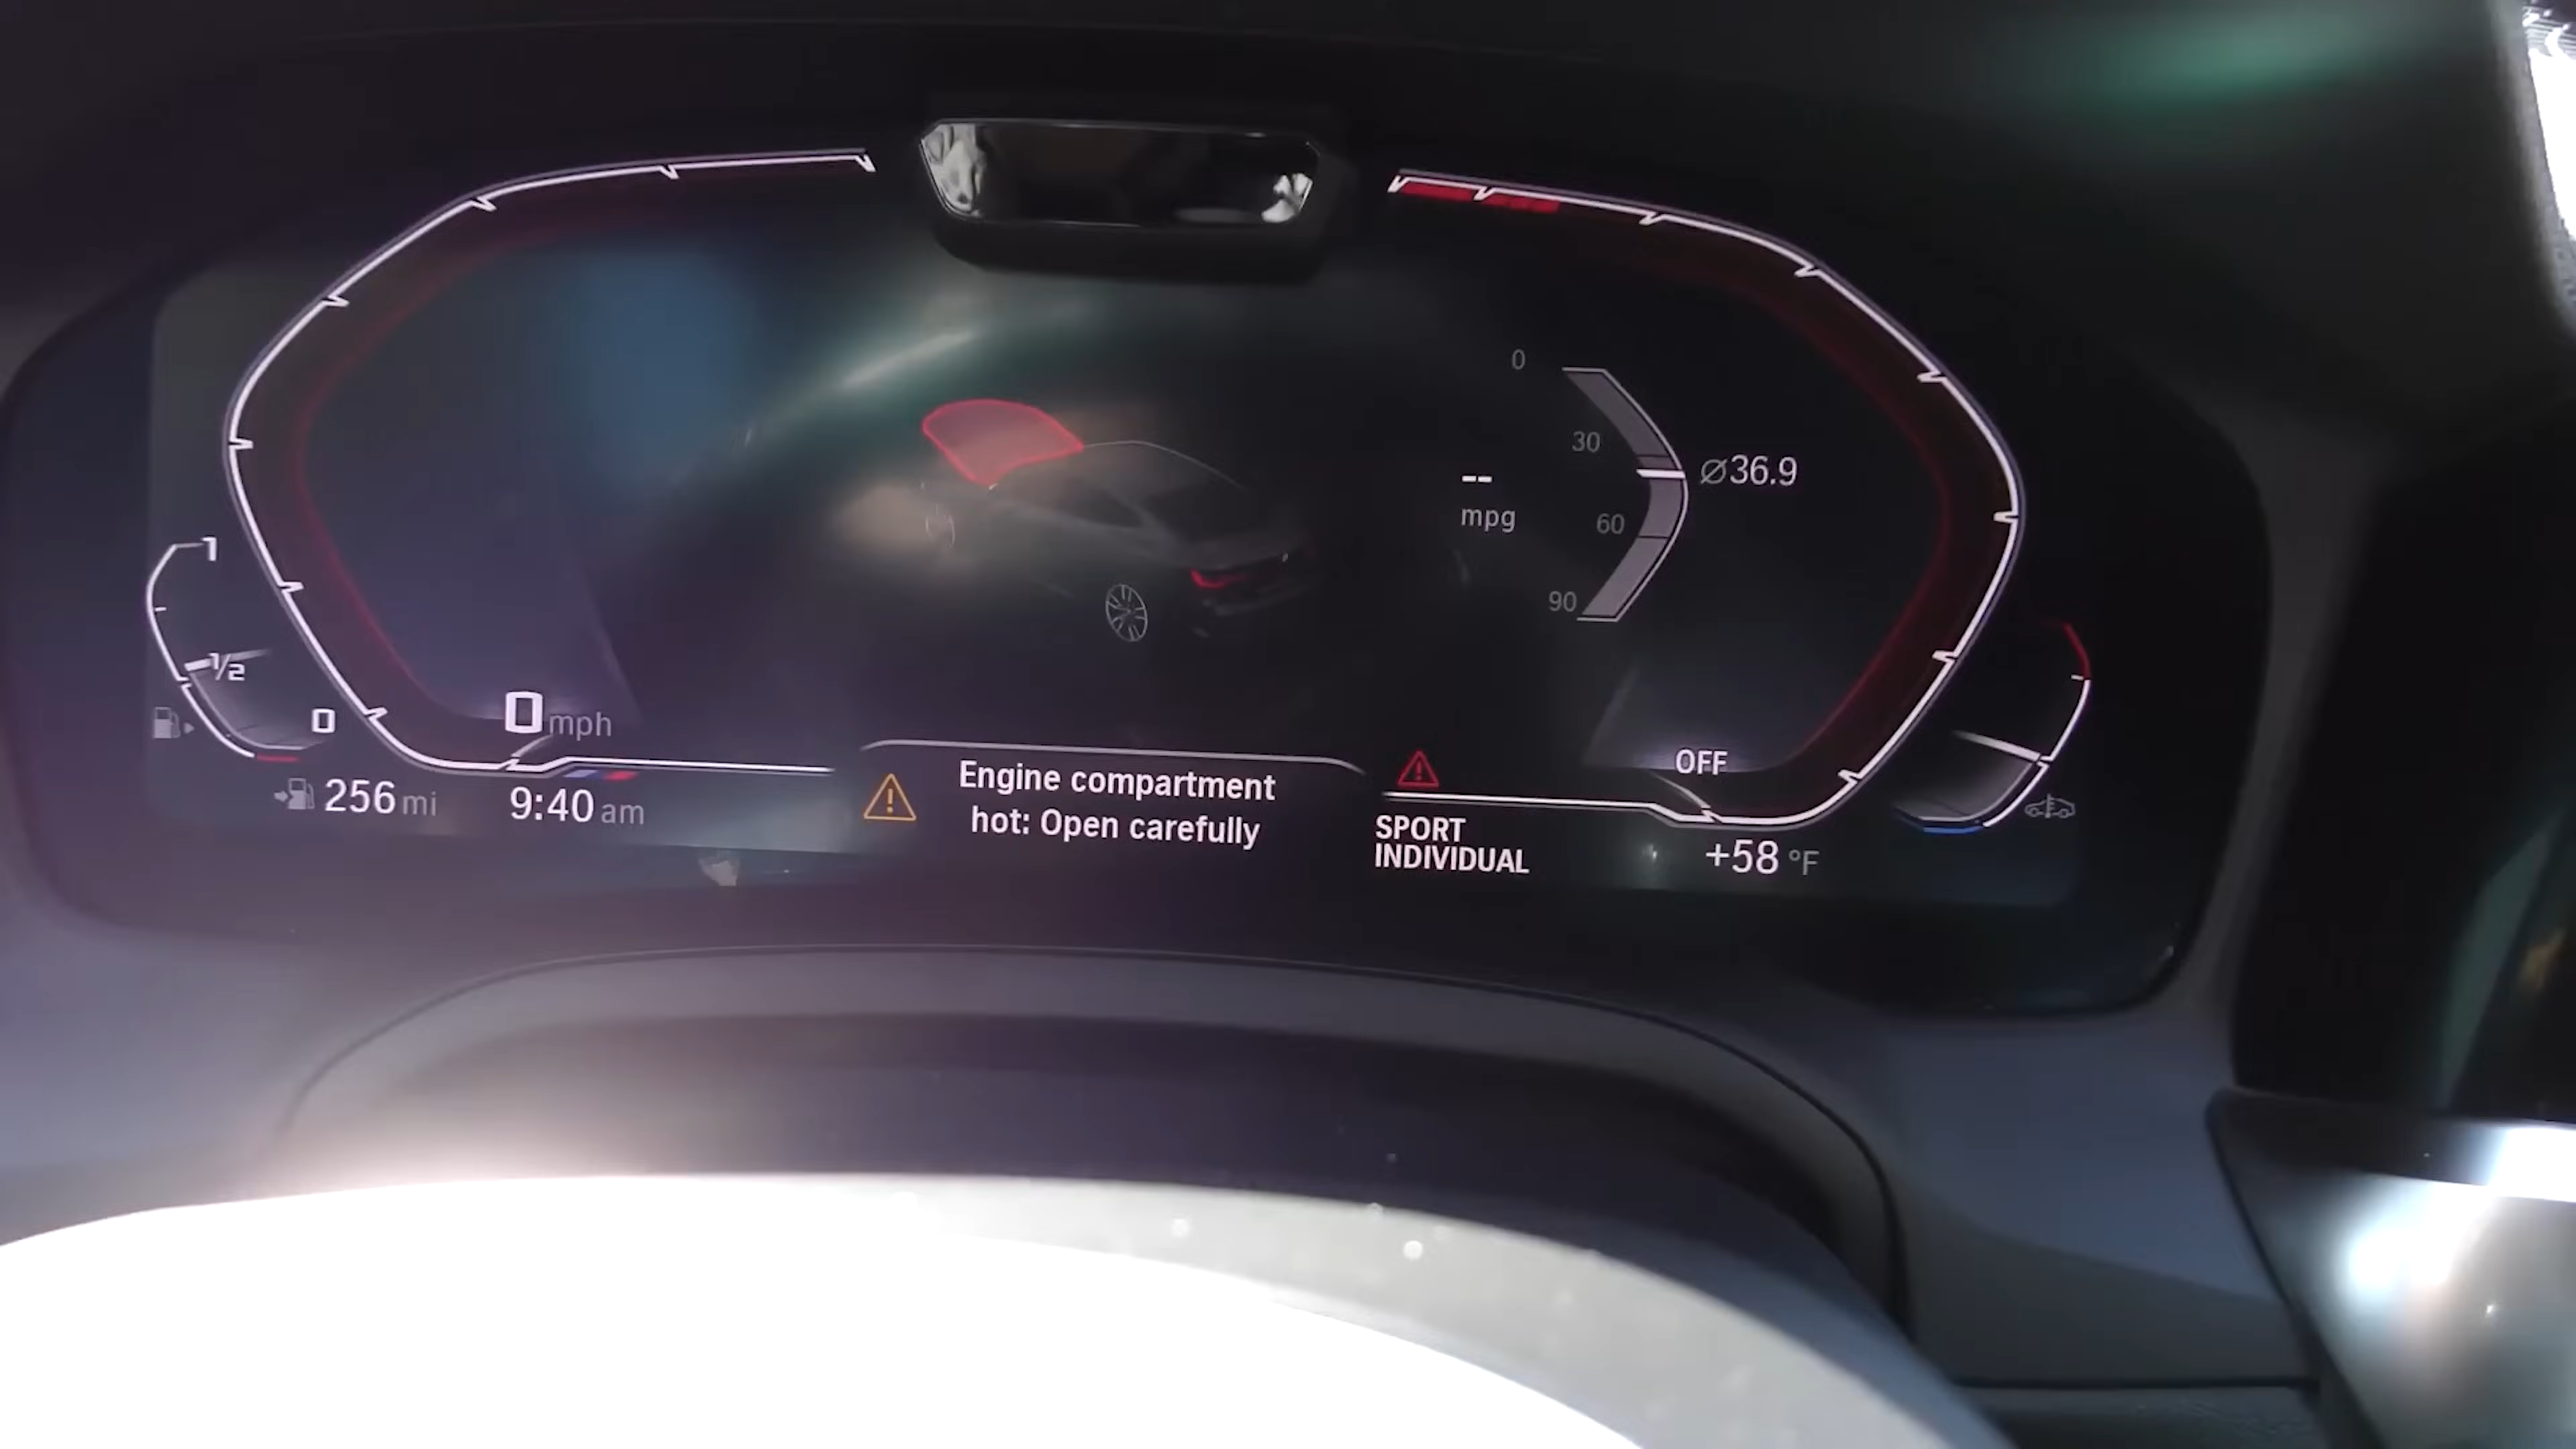 0
30
-- ⌀36.9
mpg
60
90
1
1/2
0
0 mph
OFF
256 mi
9:40 am
Engine compartment
hot: Open carefully
SPORT
INDIVIDUAL
+58 °F